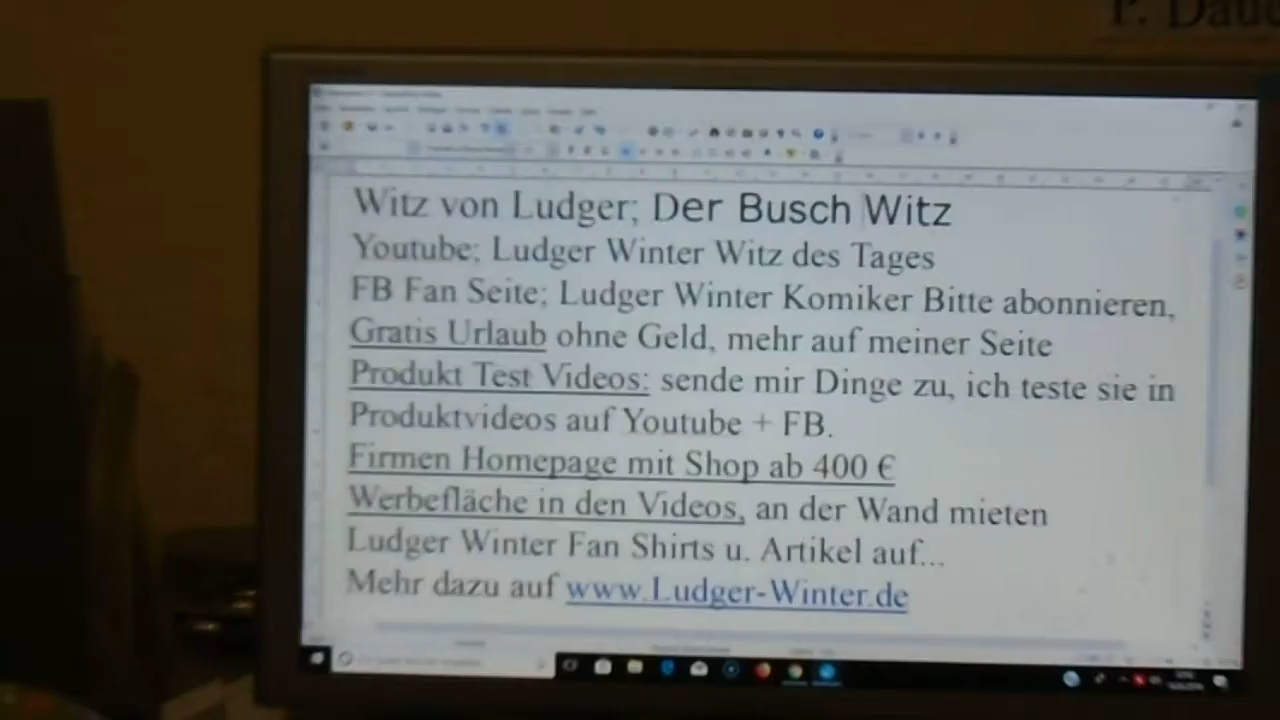 P. Daue
Witz von Ludger; Der Busch Witz
Youtube; Ludger Winter Witz des Tages
FB Fan Seite; Ludger Winter Komiker Bitte abonnieren,
Gratis Urlaub ohne Geld, mehr auf meiner Seite
Produkt Test Videos: sende mir Dinge zu, ich teste sie in
Produktvideos auf Youtube + FB.
Firmen Homepage mit Shop ab 400 €
Werbefläche in den Videos, an der Wand mieten
Ludger Winter Fan Shirts u. Artikel auf...
Mehr dazu auf www.Ludger-Winter.de